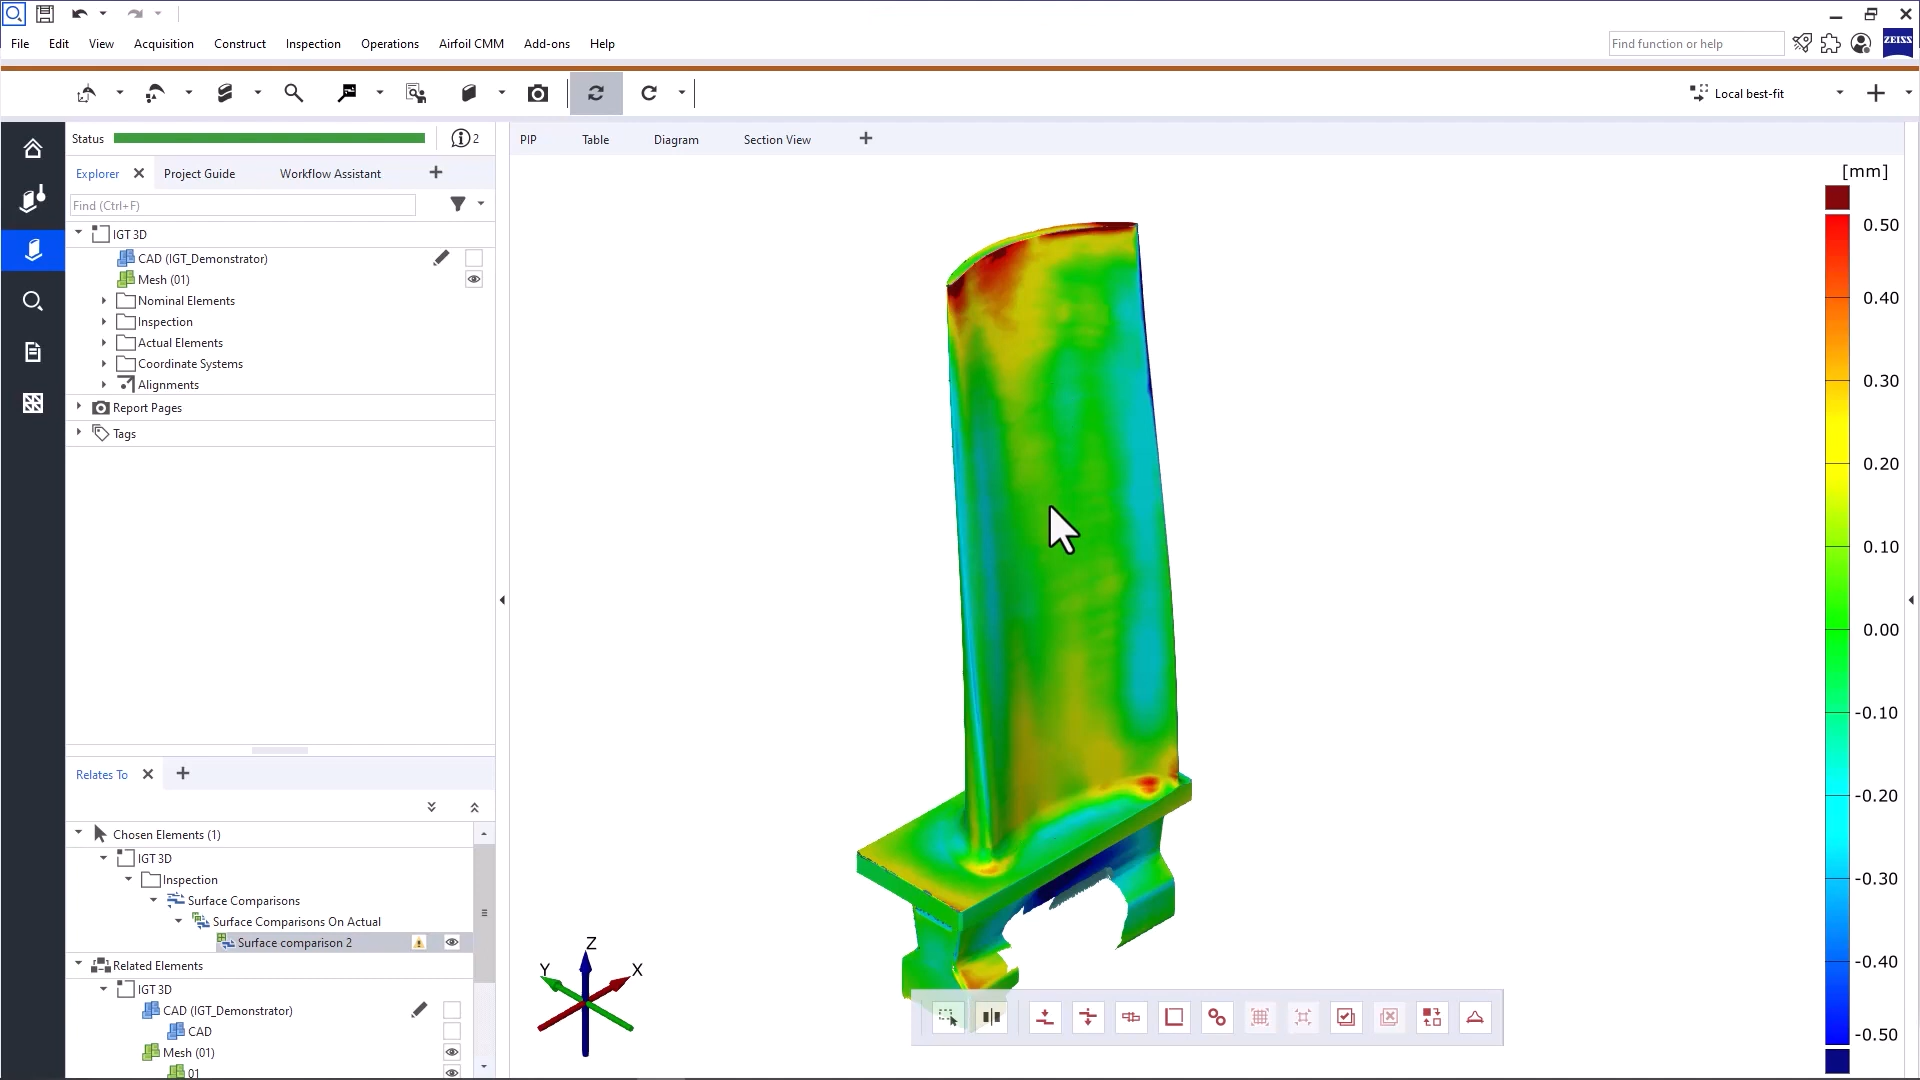 File Edit View Acquisition Construct Inspection Operations Airfoil CMM Add-ons Help
Find function or help
ZEISS
Local best-fit
Status
2
PIP Table Diagram Section View
Explorer Project Guide Workflow Assistant
Find (Ctrl+F)
IGT 3D
CAD (IGT_Demonstrator)
Mesh (01)
Nominal Elements
Inspection
Actual Elements
Coordinate Systems
Alignments
Report Pages
Tags
Relates To
Chosen Elements (1)
IGT 3D
Inspection
Surface Comparisons
Surface Comparisons On Actual
Surface comparison 2
Related Elements
IGT 3D
CAD (IGT_Demonstrator)
CAD
Mesh (01)
01
Z
Y
X
[mm]
0.50
0.40
0.30
0.20
0.10
0.00
-0.10
-0.20
-0.30
-0.40
-0.50